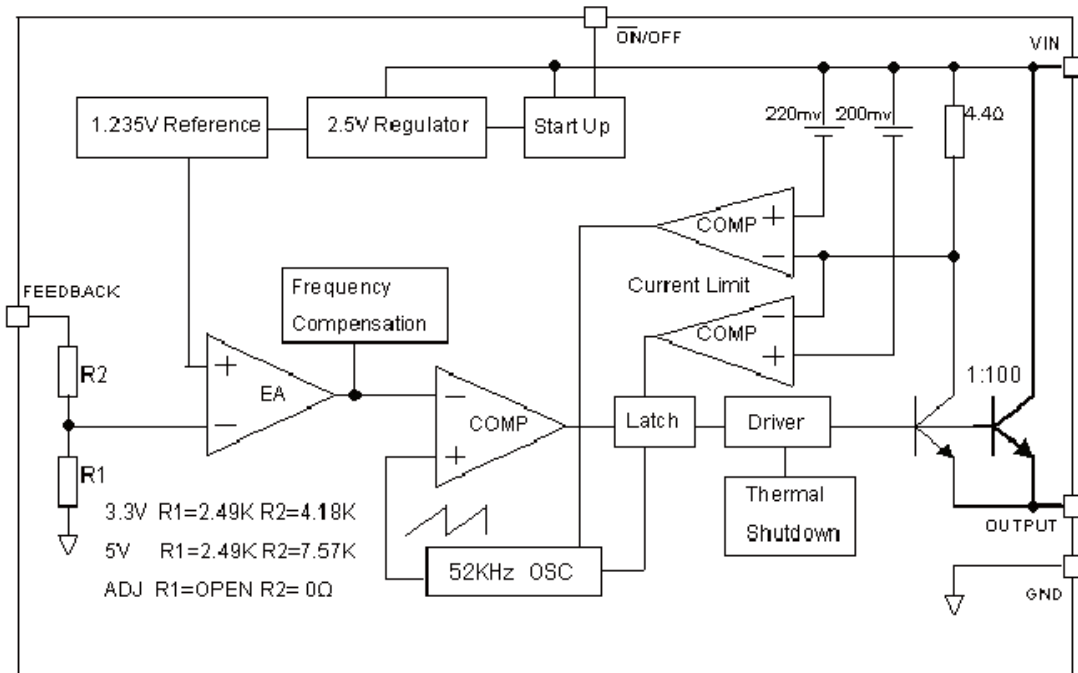 ON/OFF
VIN
1.235V Reference
2.5V Regulator
Start Up
220mv
200mv
4.4Ω
+
COMP
−
FEEDBACK
Frequency
Compensation
Current Limit
−
COMP
+
R2
+
EA
−
1:100
−
COMP
+
Latch
Driver
R1
Thermal
Shutdown
3.3V R1=2.49K R2=4.18K
5V R1=2.49K R2=7.57K
ADJ R1=OPEN R2= 0Ω
52KHz OSC
OUTPUT
GND